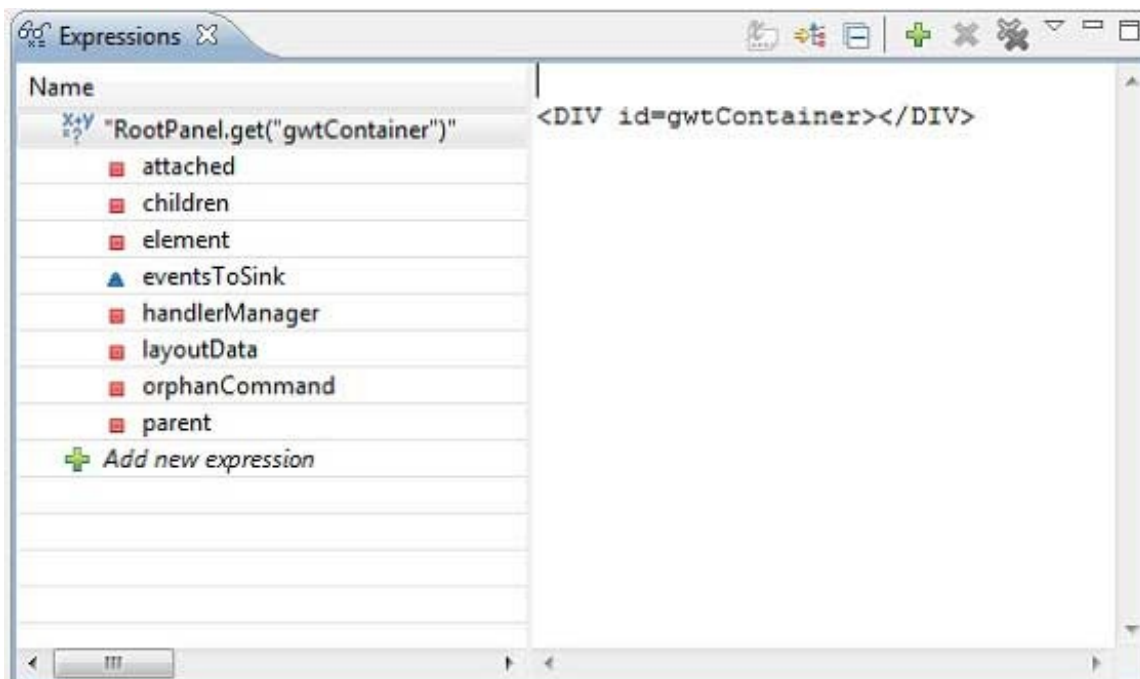 Expressions
Name
"RootPanel.get("gwtContainer")"
attached
children
element
eventsToSink
handlerManager
layoutData
orphanCommand
parent
Add new expression
<DIV id=gwtContainer></DIV>